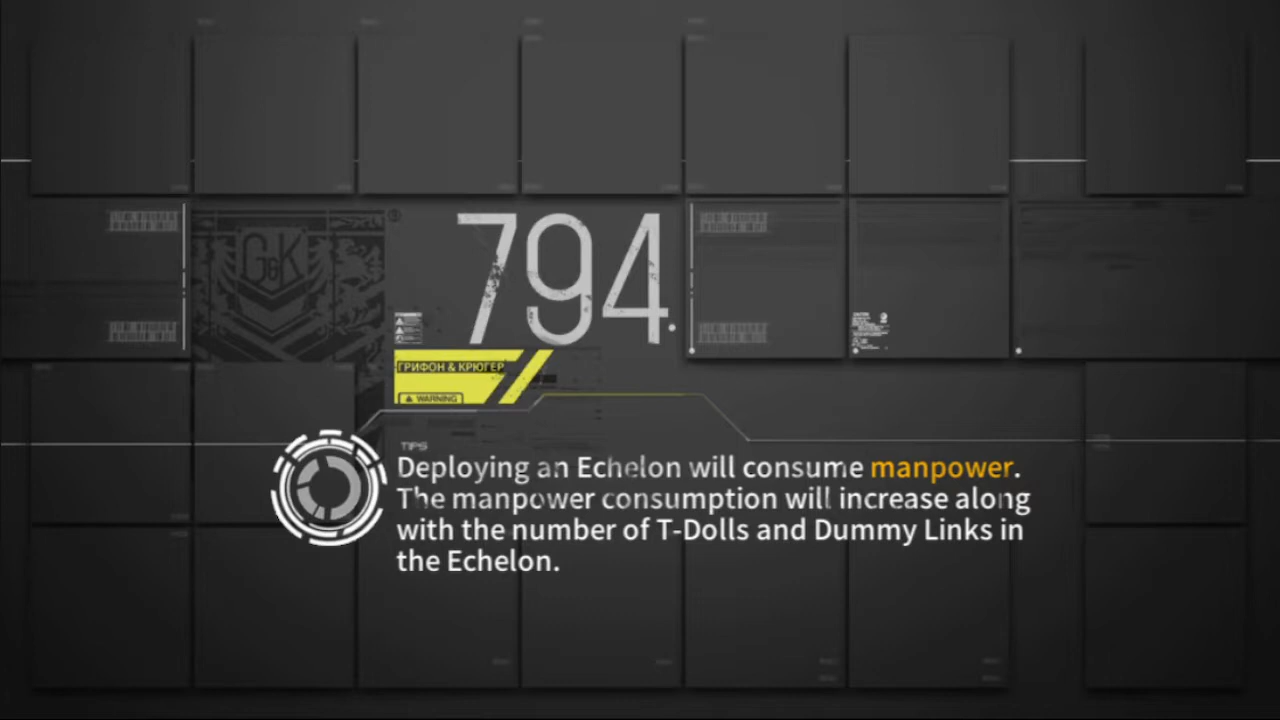 G&K
794.
ГРИФОН & КРЮГЕР
WARNING
TIPS
Deploying an Echelon will consume manpower.
The manpower consumption will increase along
with the number of T-Dolls and Dummy Links in
the Echelon.